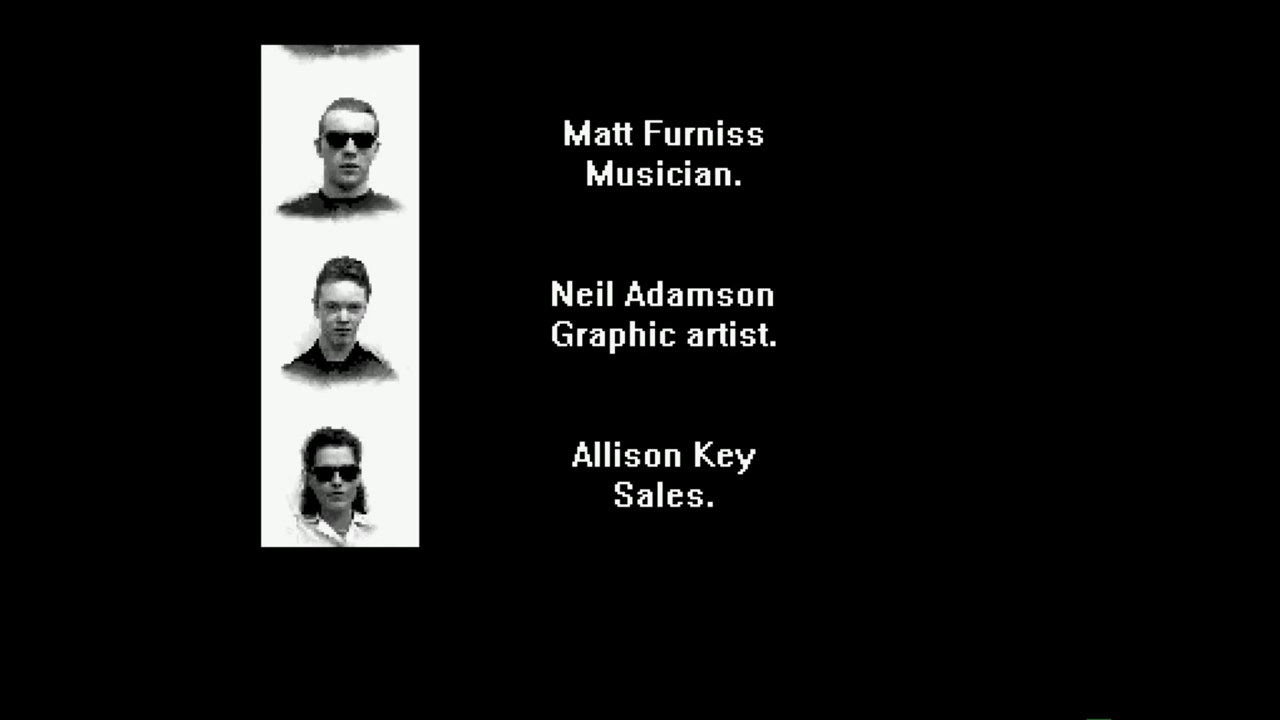 Matt Furniss
Musician.
Neil Adamson
Graphic artist.
Allison Key
Sales.